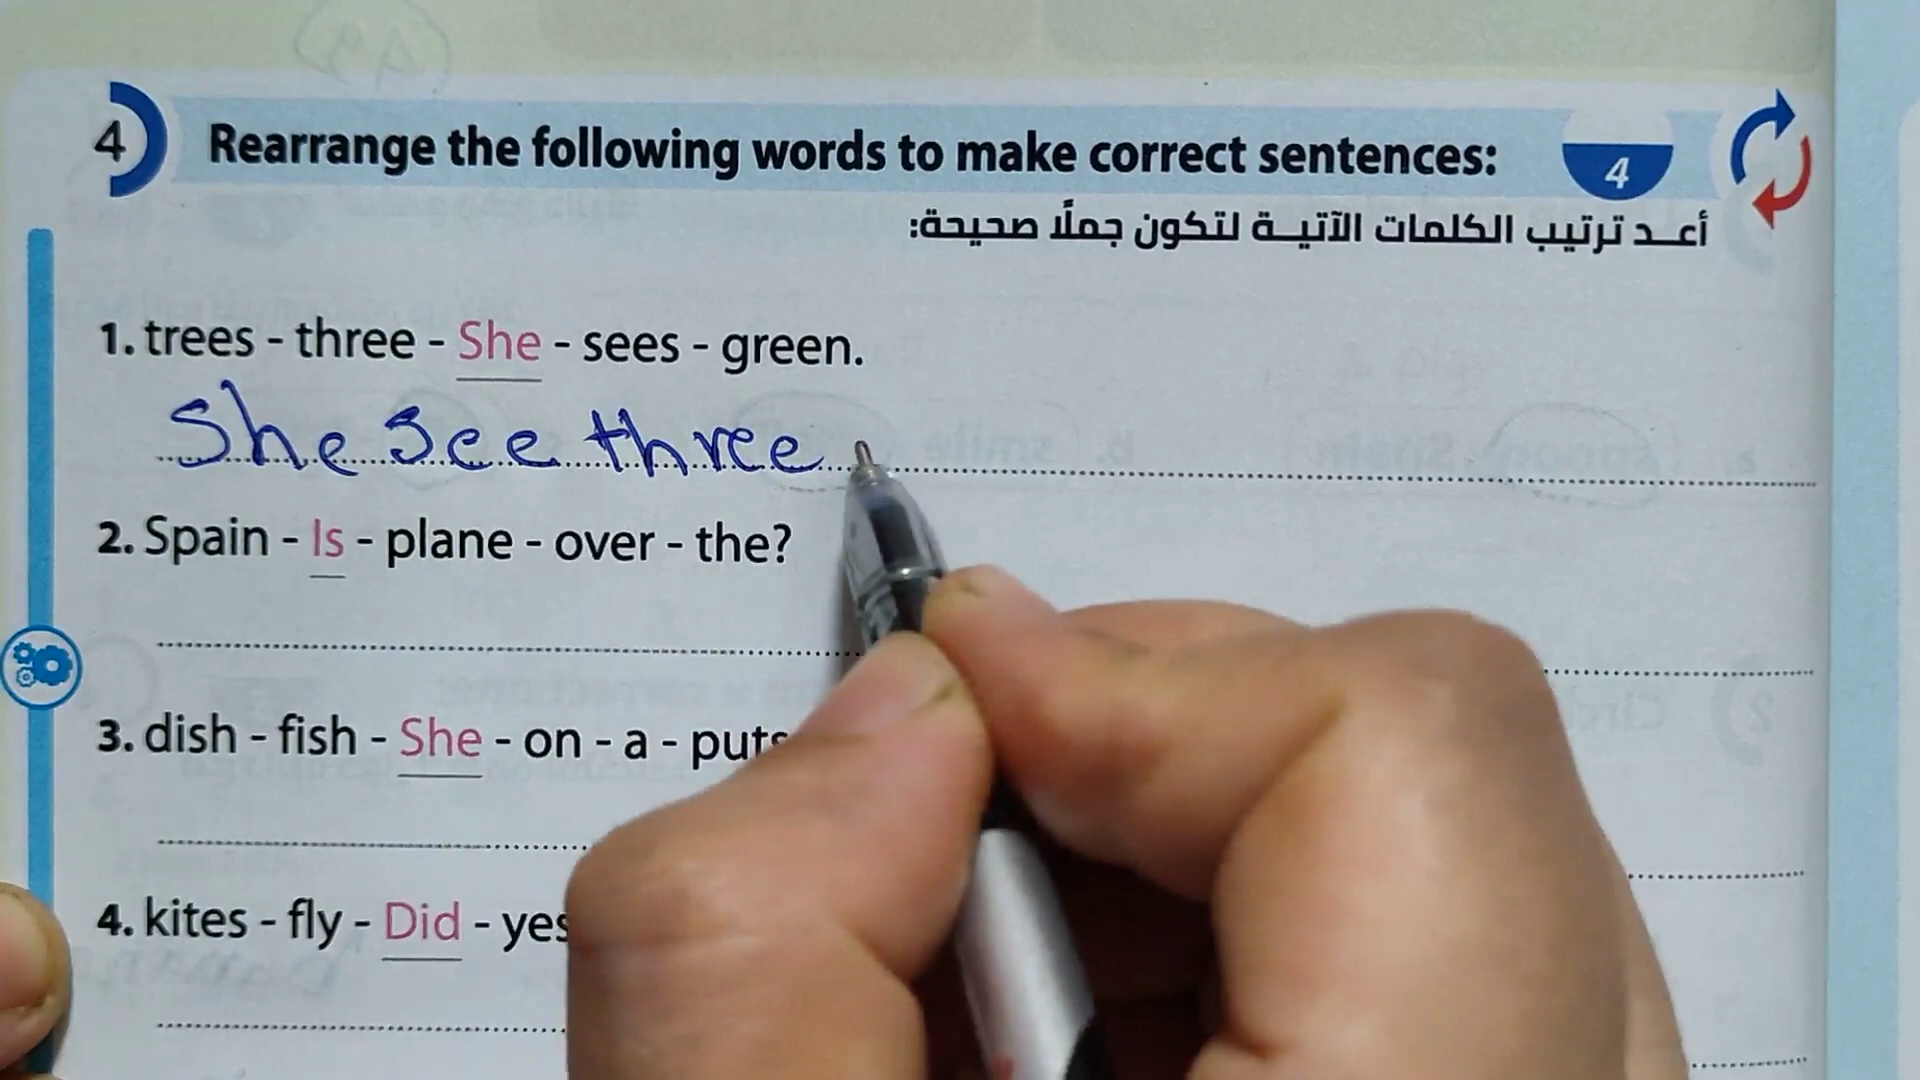 4 Rearrange the following words to make correct sentences: 4
أعد ترتيب الكلمات الآتية لتكون جملًا صحيحة:
1. trees - three - She - sees - green.
She see three
2. Spain - Is - plane - over - the?
3. dish - fish - She - on - a - puts
4. kites - fly - Did - yes